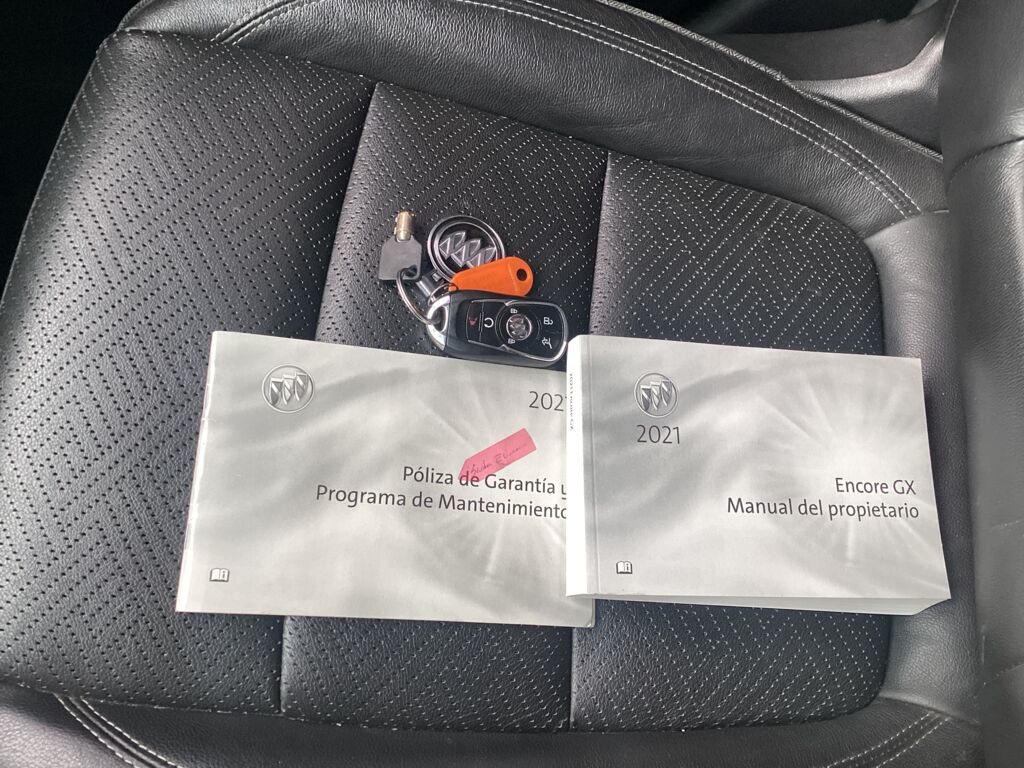 202
Póliza de Garantía y
Programa de Mantenimiento
2021
Encore GX
Manual del propietario